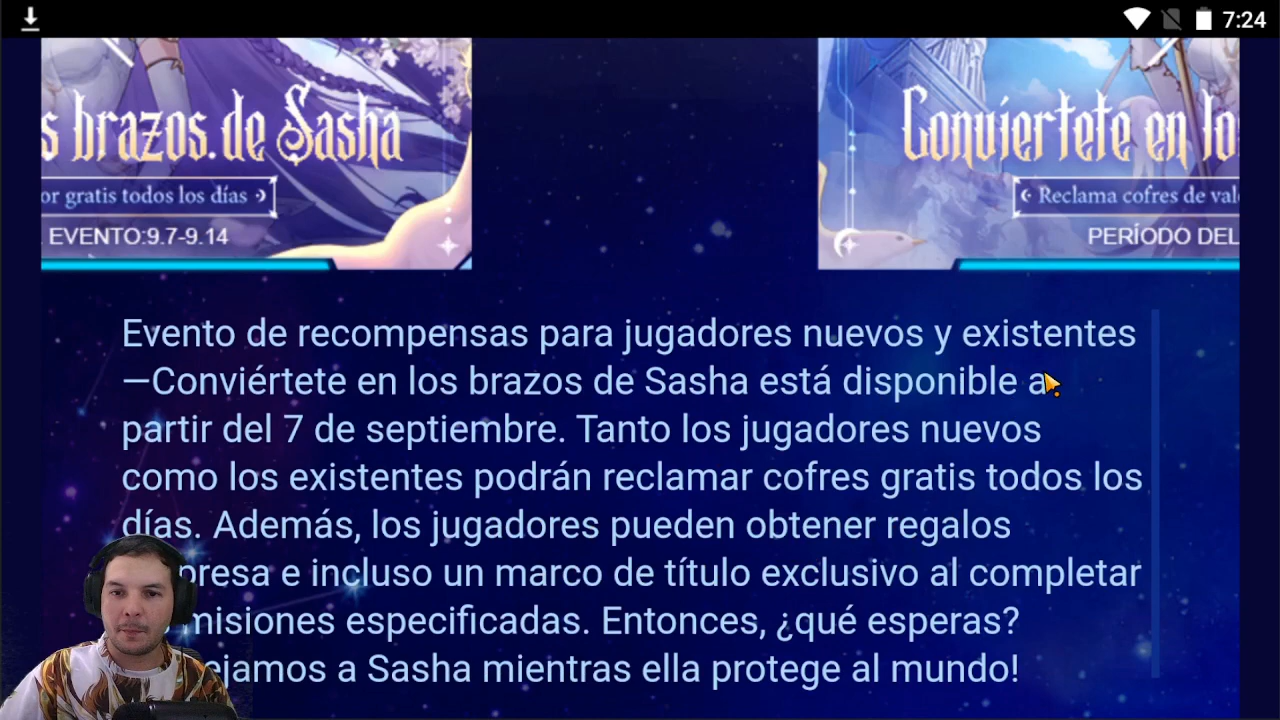 7:24
s brazos de Sasha
or gratis todos los días
EVENTO:9.7-9.14
Conviértete en lo
Reclama cofres de val
PERÍODO DEL
Evento de recompensas para jugadores nuevos y existentes
—Conviértete en los brazos de Sasha está disponible a
partir del 7 de septiembre. Tanto los jugadores nuevos
como los existentes podrán reclamar cofres gratis todos los
días. Además, los jugadores pueden obtener regalos
presa e incluso un marco de título exclusivo al completar
misiones especificadas. Entonces, ¿qué esperas?
ejamos a Sasha mientras ella protege al mundo!